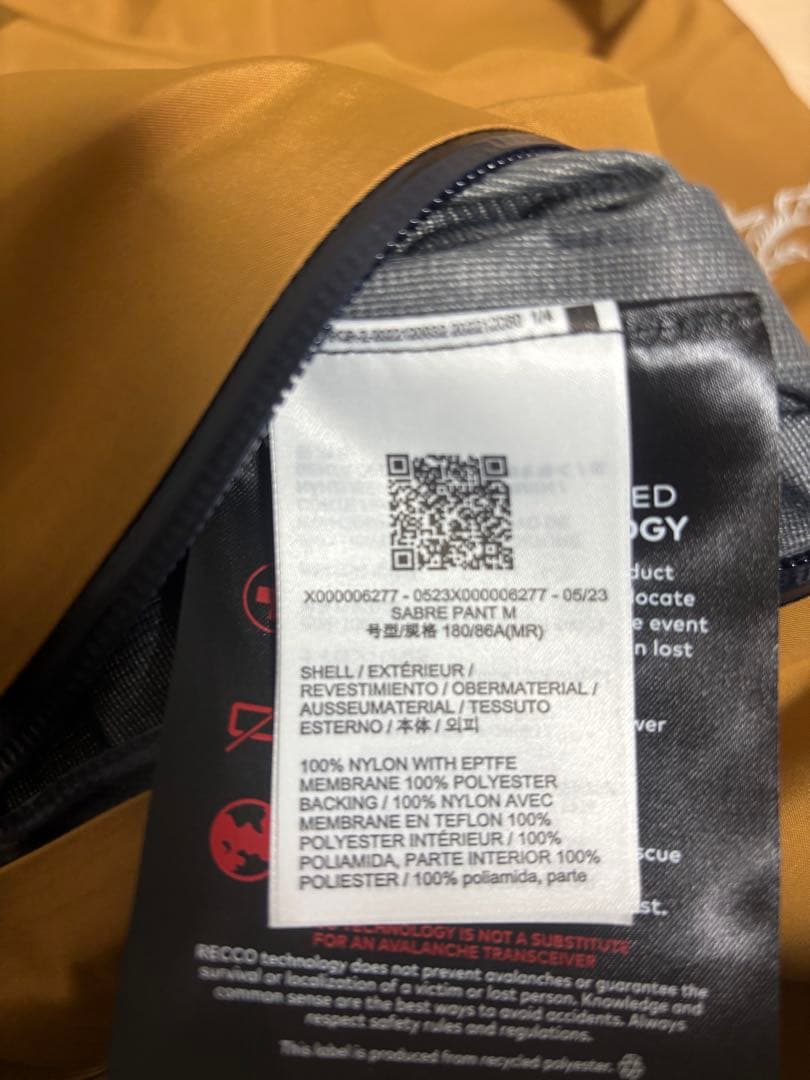 1/4
X000006277 - 0523X000006277 - 05/23
SABRE PANT M
号型/规格 180/86A(MR)
SHELL / EXTÉRIEUR /
REVESTIMIENTO / OBERMATERIAL /
AUSSEUMATERIAL / TESSUTO
ESTERNO / 本体 / 외피
100% NYLON WITH EPTFE
MEMBRANE 100% POLYESTER
BACKING / 100% NYLON AVEC
MEMBRANE EN TEFLON 100%
POLYESTER INTÉRIEUR / 100%
POLIAMIDA, PARTE INTERIOR 100%
POLIESTER / 100% poliamida, parte
ED
OGY
duct
locate
e event
n lost
wer
scue
st.
TECHNOLOGY IS NOT A SUBSTITUTE
FOR AN AVALANCHE TRANSCEIVER
RECCO technology does not prevent avalanches or guarantee the
survival or localization of a victim or lost person. Knowledge and
common sense are the best ways to avoid accidents. Always
respect safety rules and regulations.
This label is produced from recycled polyester.